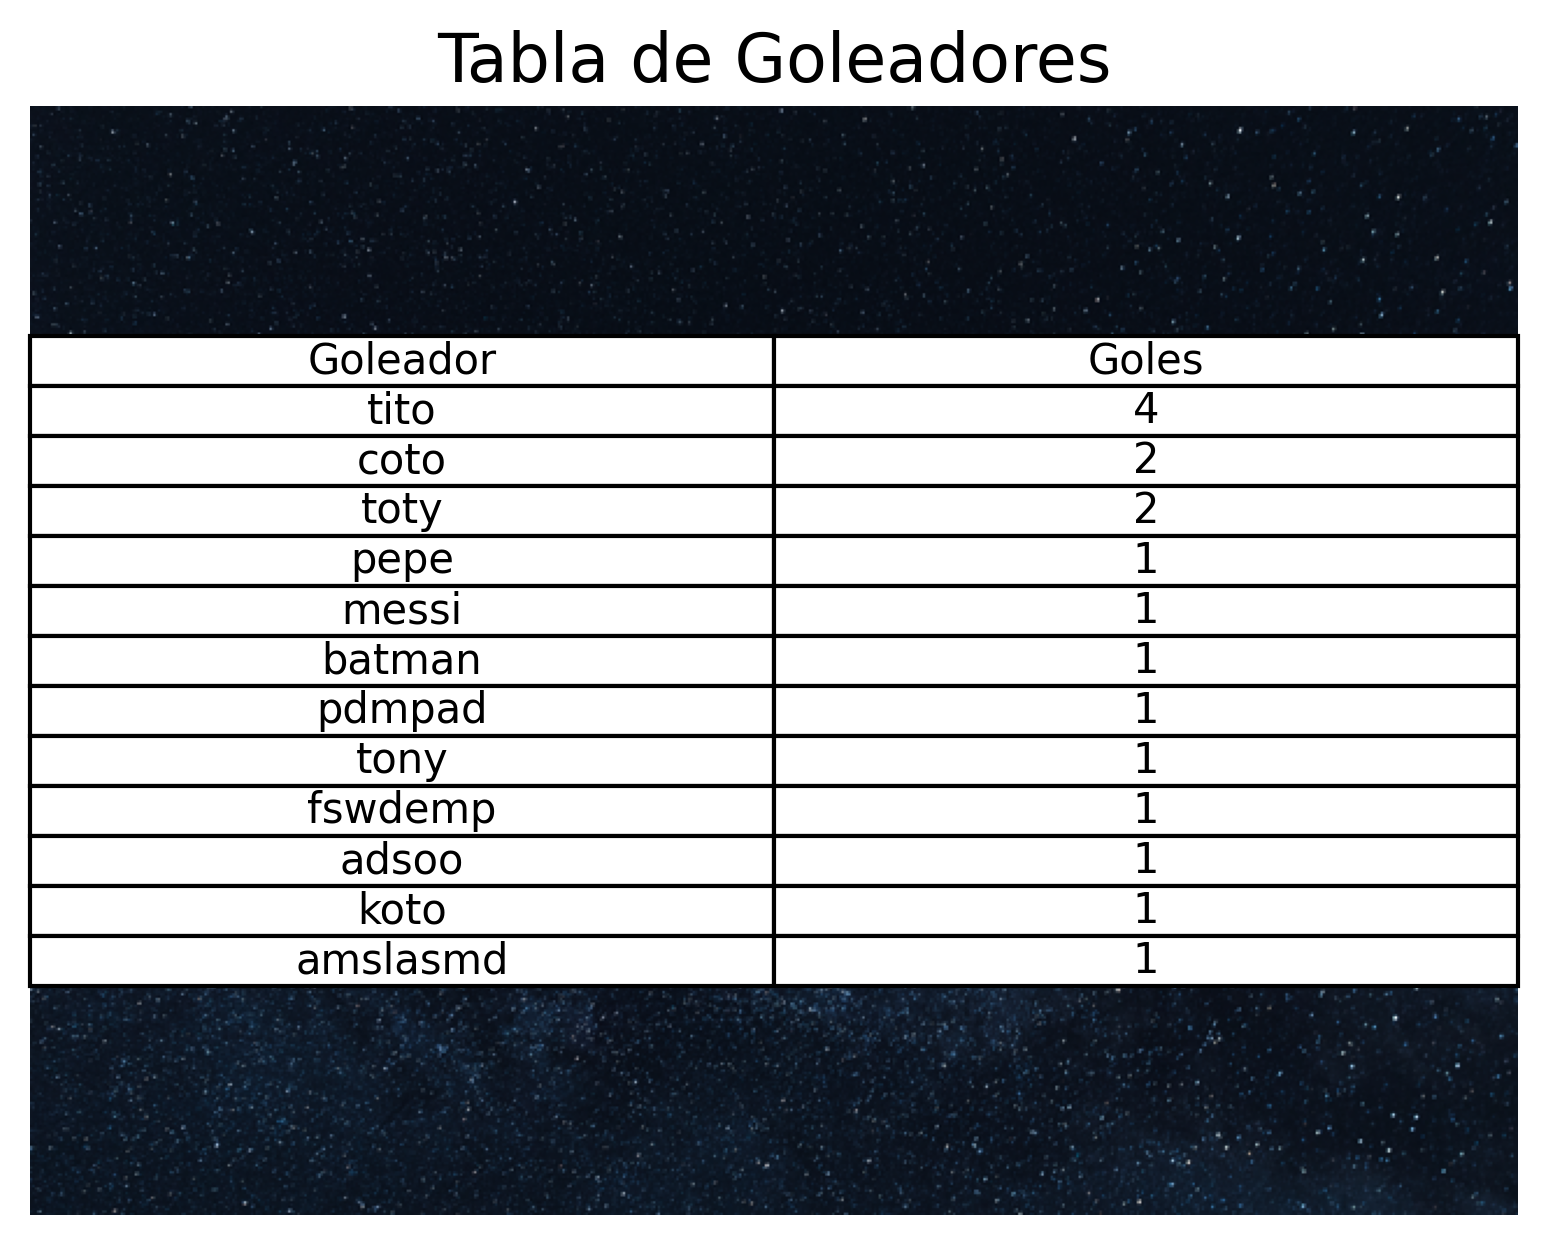 Tabla de Goleadores
Goleador Goles
tito 4
coto 2
toty 2
pepe 1
messi 1
batman 1
pdmpad 1
tony 1
fswdemp 1
adsoo 1
koto 1
amslasmd 1